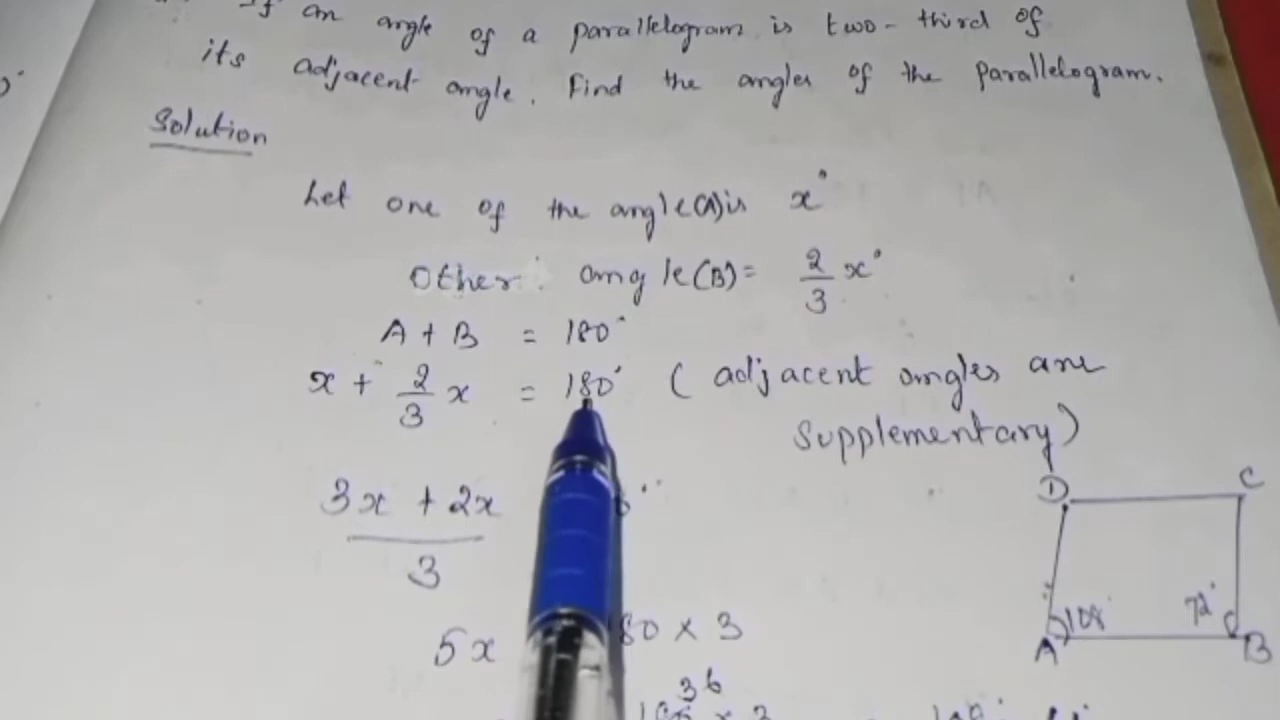 If an angle of a parallelogram is two-third of
its adjacent angle. Find the angles of the parallelogram.
Solution
Let one of the angle(A) is x°
Other angle(B) = 2/3 x°
A + B = 180°
x + 2/3 x = 180° (adjacent angles are
supplementary)
3x + 2x
3
5x 80 × 3
36
D C
108° 72°
A B